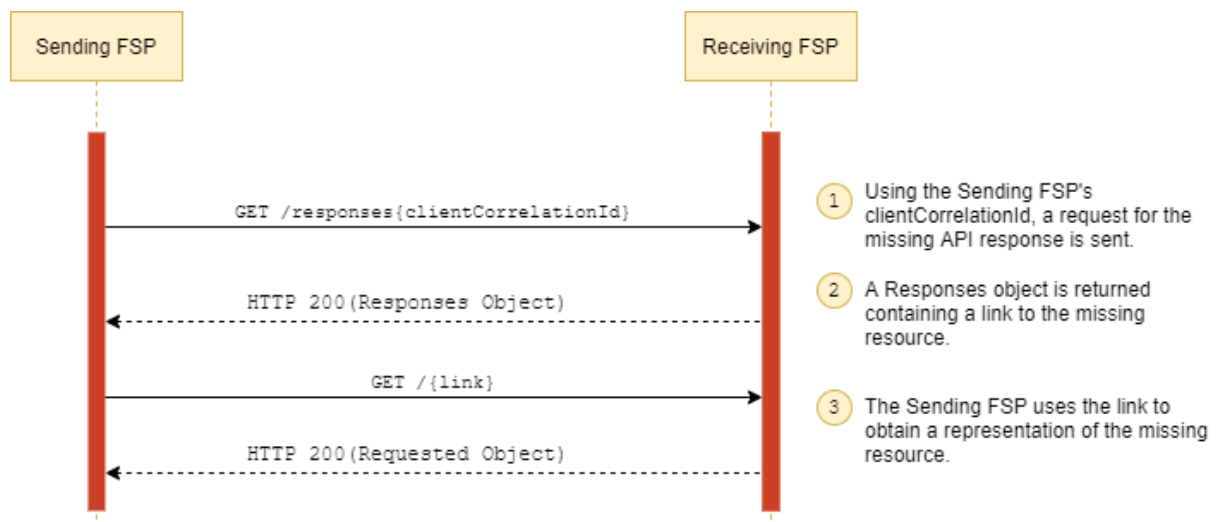 Sending FSP
Receiving FSP
GET /responses{clientCorrelationId}
1
Using the Sending FSP's
clientCorrelationId, a request for the
missing API response is sent.
HTTP 200(Responses Object)
2
A Responses object is returned
containing a link to the missing
resource.
GET /{link}
3
The Sending FSP uses the link to
obtain a representation of the missing
resource.
HTTP 200(Requested Object)